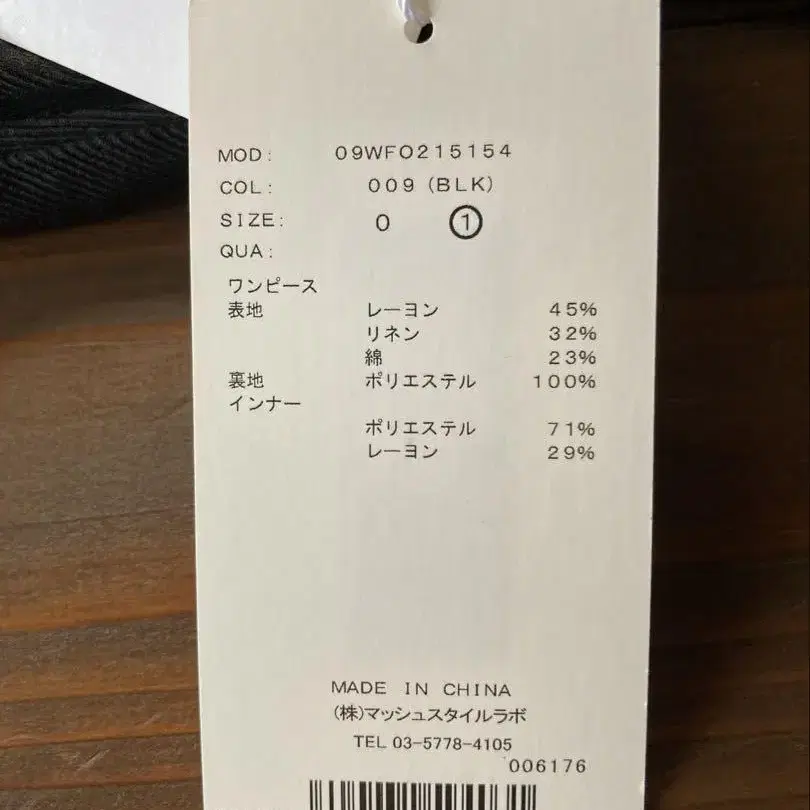 MOD: 09WFO215154
COL: 009 (BLK)
SIZE: 0 ①
QUA:
ワンピース
表地 レーヨン 45%
リネン 32%
綿 23%
裏地 ポリエステル 100%
インナー
ポリエステル 71%
レーヨン 29%
MADE IN CHINA
(株)マッシュスタイルラボ
TEL 03-5778-4105
006176